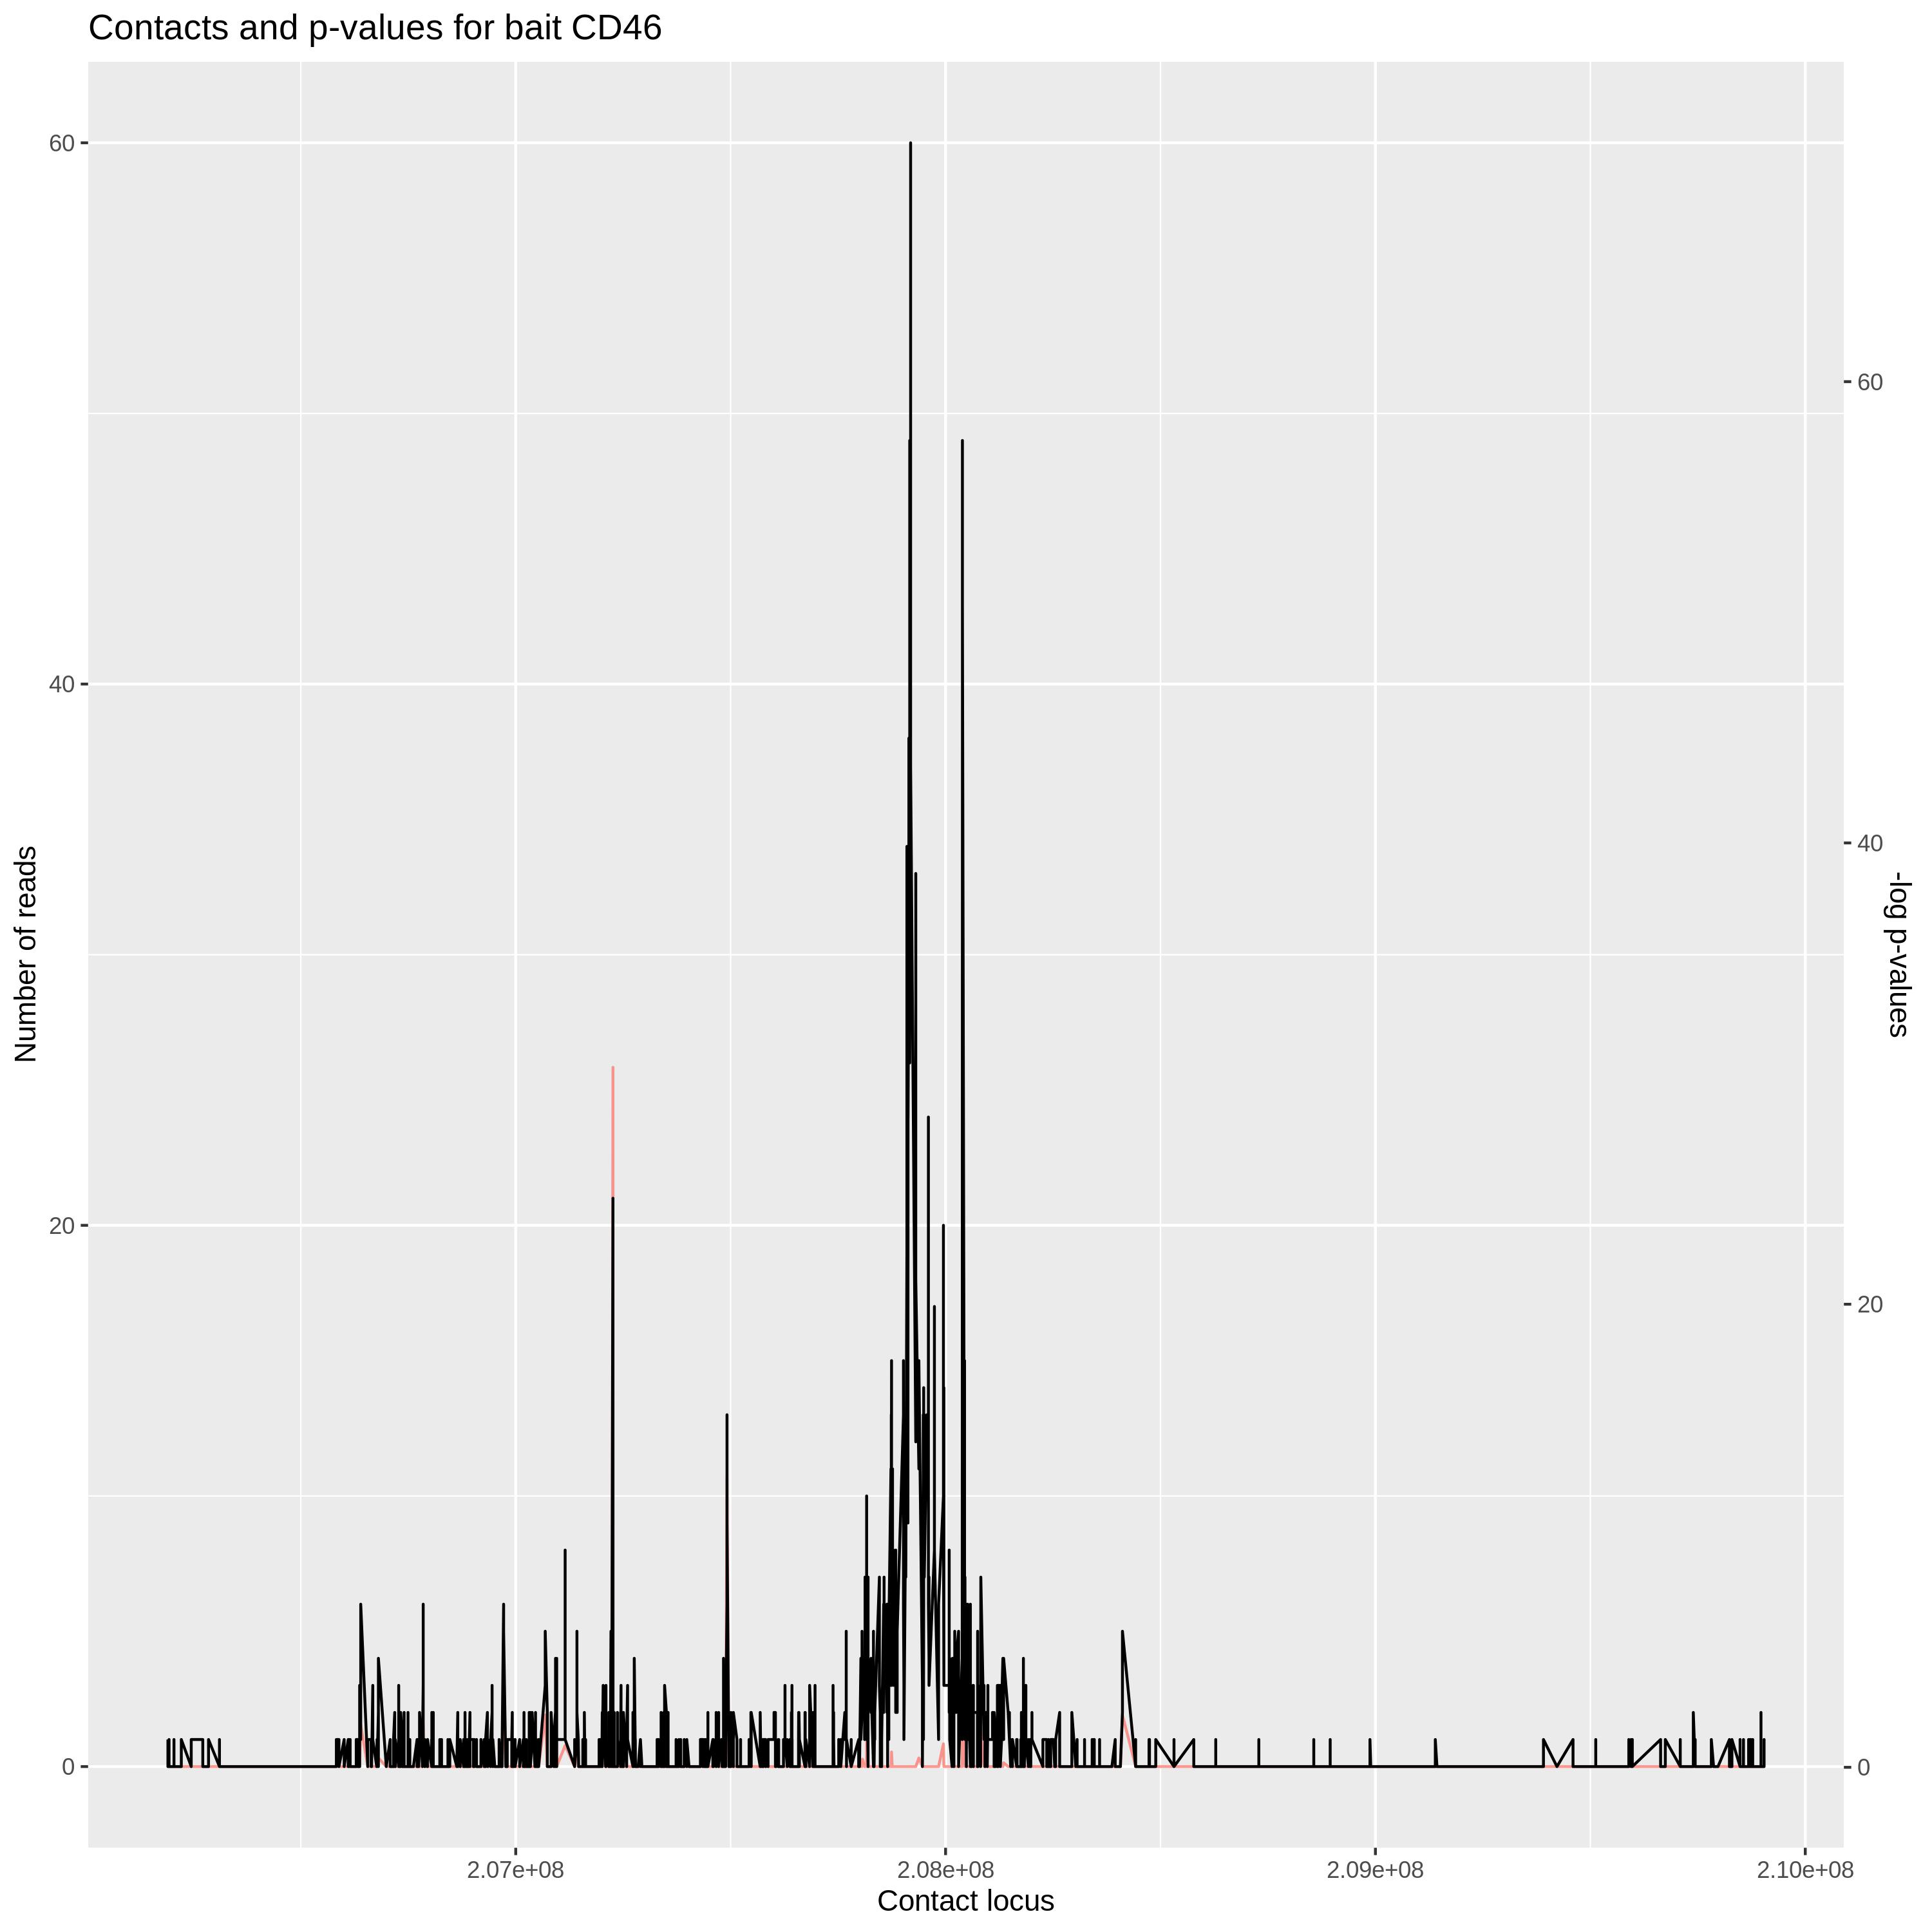 Contacts and p-values for bait CD46
60
40
20
0
Number of reads
60
40
20
0
-log p-values
2.07e+08 2.08e+08 2.09e+08 2.10e+08
Contact locus